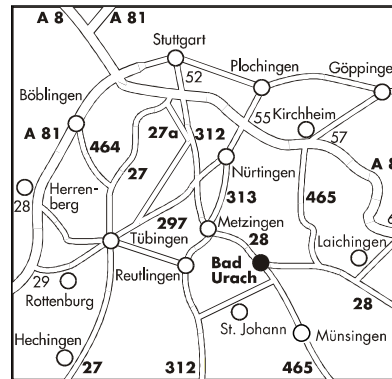 A 8
A 81
Stuttgart
52
Plochingen
Göppinge
Böblingen
55
Kirchheim
57
A 81
464
27a
312
A 8
27
Nürtingen
28
Herren-
berg
313
465
297
Metzingen
6
Tübingen
28
Laichingen
29
Reutlingen
Bad
Urach
Rottenburg
28
St. Johann
Münsingen
Hechingen
27
312
465